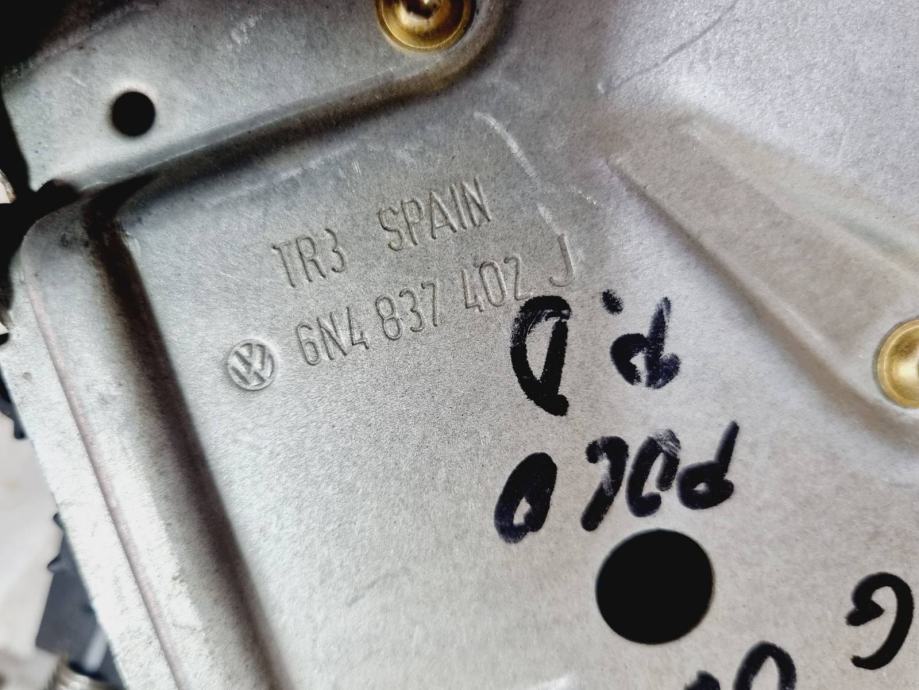 TR3 SPAIN
6N4 837 402 J
P.D
POLO
G